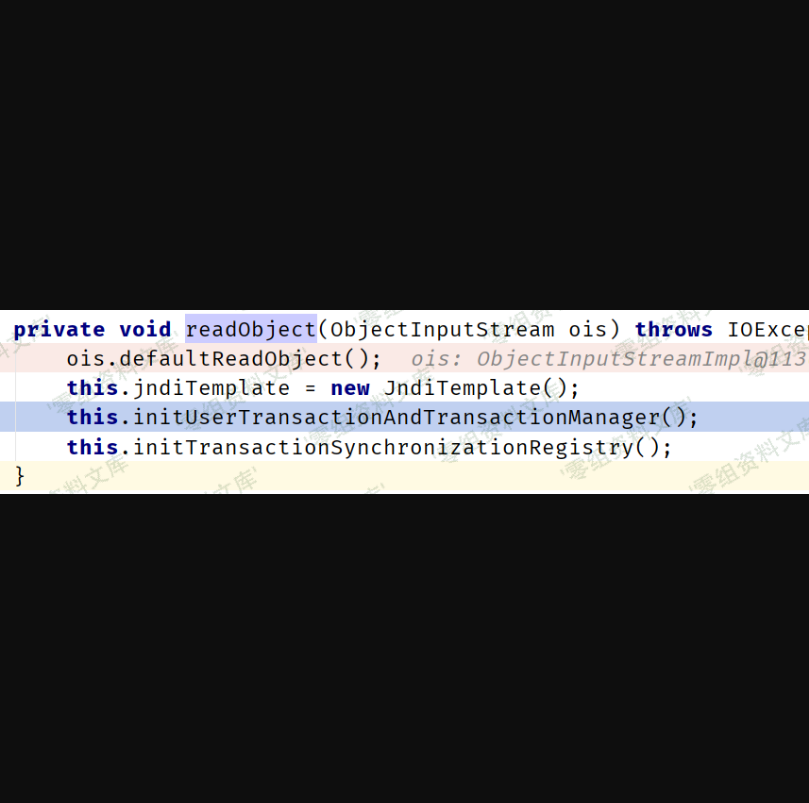 private void readObject(ObjectInputStream ois) throws IOExcep
ois.defaultReadObject(); ois: ObjectInputStreamImpl@113
this.jndiTemplate = new JndiTemplate();
this.initUserTransactionAndTransactionManager();
this.initTransactionSynchronizationRegistry();
}
零组资料文库